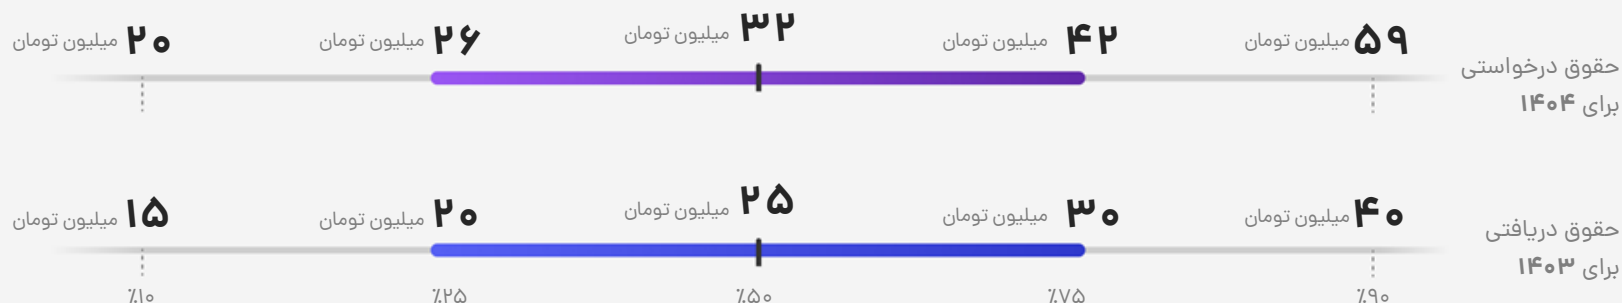 ۵۹ میلیون تومان
۴۲ میلیون تومان
۳۲ میلیون تومان
۲۶ میلیون تومان
۲۰ میلیون تومان
حقوق درخواستی
برای ۱۴۰۴
۴۰ میلیون تومان
۳۰ میلیون تومان
۲۵ میلیون تومان
۲۰ میلیون تومان
۱۵ میلیون تومان
حقوق دریافتی
برای ۱۴۰۳
٪۹۰
٪۷۵
٪۵۰
٪۲۵
٪۱۰